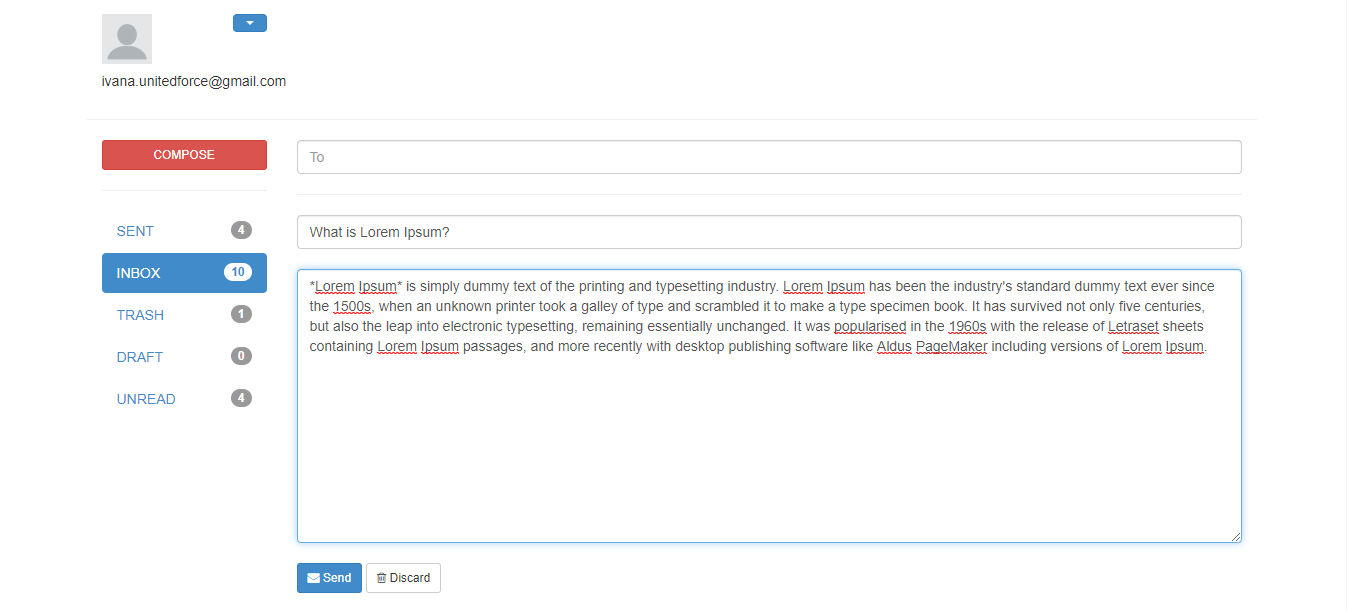 ivana.unitedforce@gmail.com
COMPOSE
To
SENT 4
What is Lorem Ipsum?
INBOX 10
*Lorem Ipsum* is simply dummy text of the printing and typesetting industry. Lorem Ipsum has been the industry's standard dummy text ever since
the 1500s, when an unknown printer took a galley of type and scrambled it to make a type specimen book. It has survived not only five centuries,
but also the leap into electronic typesetting, remaining essentially unchanged. It was popularised in the 1960s with the release of Letraset sheets
containing Lorem Ipsum passages, and more recently with desktop publishing software like Aldus PageMaker including versions of Lorem Ipsum.
TRASH 1
DRAFT 0
UNREAD 4
Send
Discard